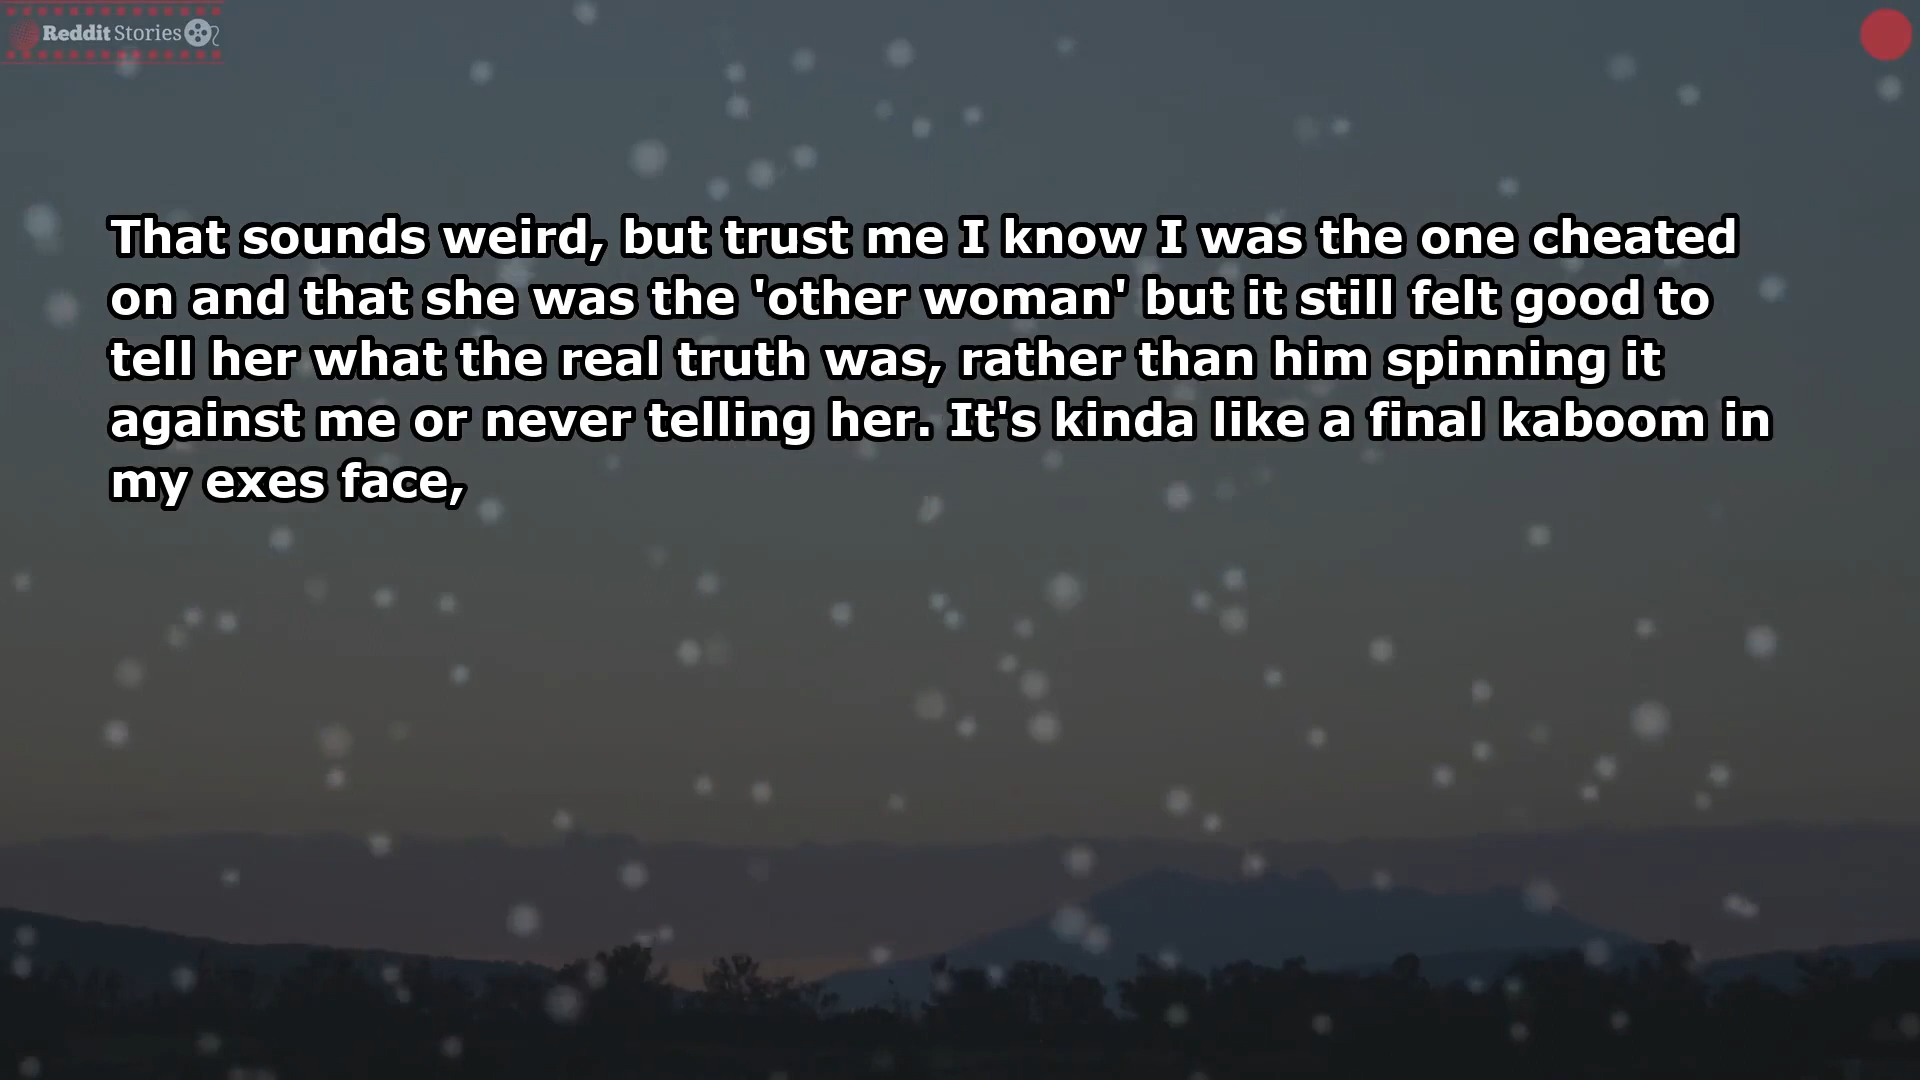 Reddit Stories
That sounds weird, but trust me I know I was the one cheated
on and that she was the 'other woman' but it still felt good to
tell her what the real truth was, rather than him spinning it
against me or never telling her. It's kinda like a final kaboom in
my exes face,